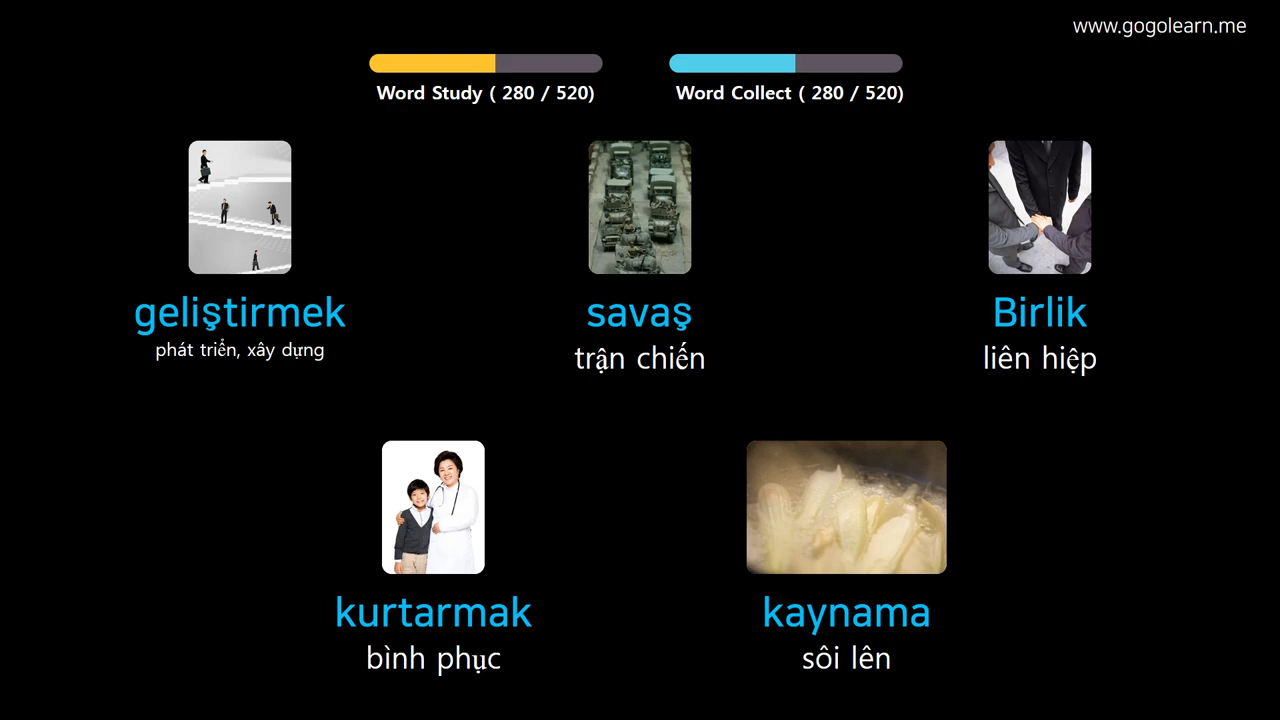 www.gogolearn.me
Word Study ( 280 / 520)
Word Collect ( 280 / 520)
geliştirmek
phát triển, xây dựng
savaş
trận chiến
Birlik
liên hiệp
kurtarmak
bình phục
kaynama
sôi lên